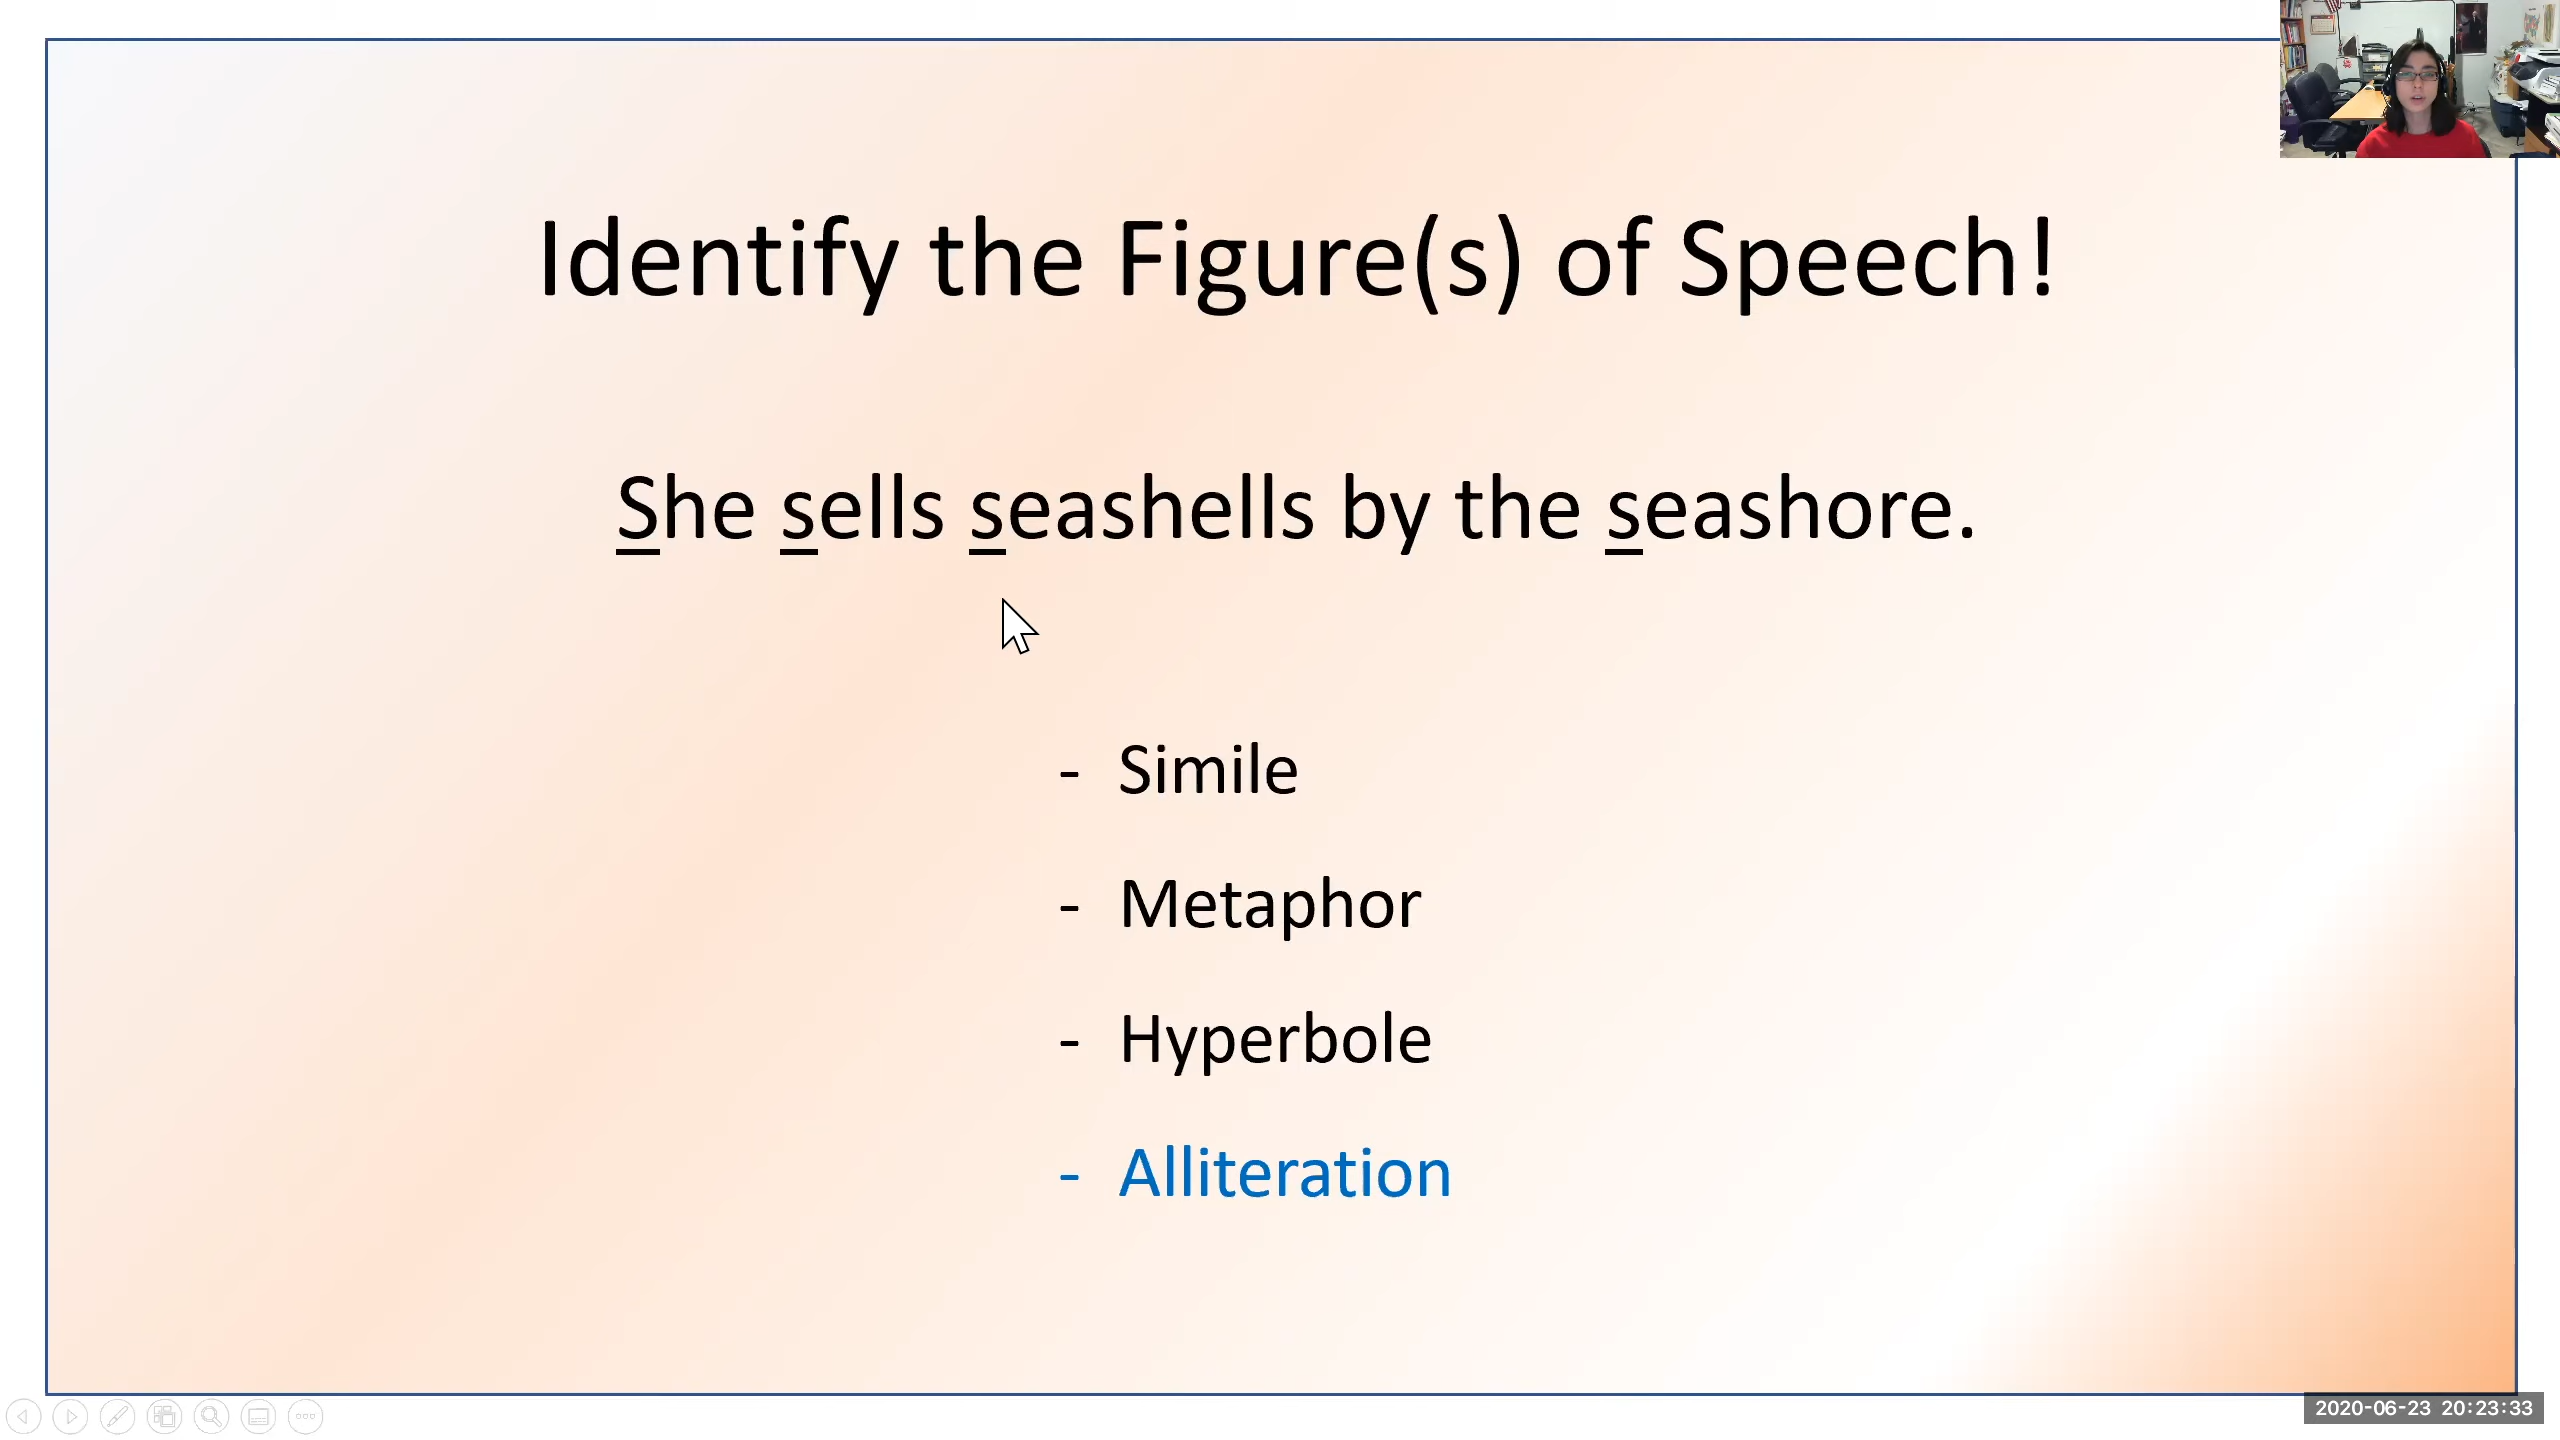 Identify the Figure(s) of Speech!
She sells seashells by the seashore.
- Simile
- Metaphor
- Hyperbole
- Alliteration
2020-06-23 20:23:33